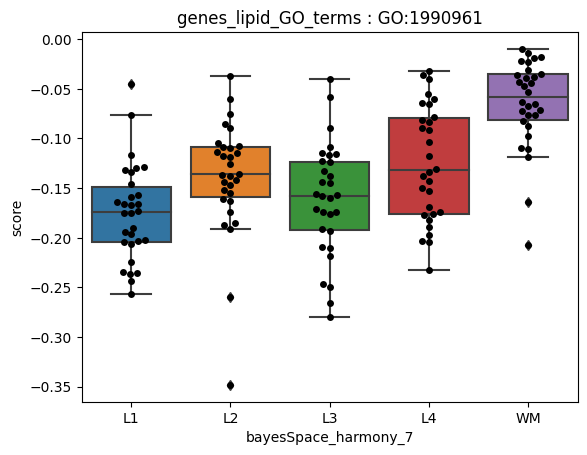 genes_lipid_GO_terms : GO:1990961
0.00
−0.05
−0.10
−0.15
−0.20
−0.25
−0.30
−0.35
score
L1 L2 L3 L4 WM
bayesSpace_harmony_7